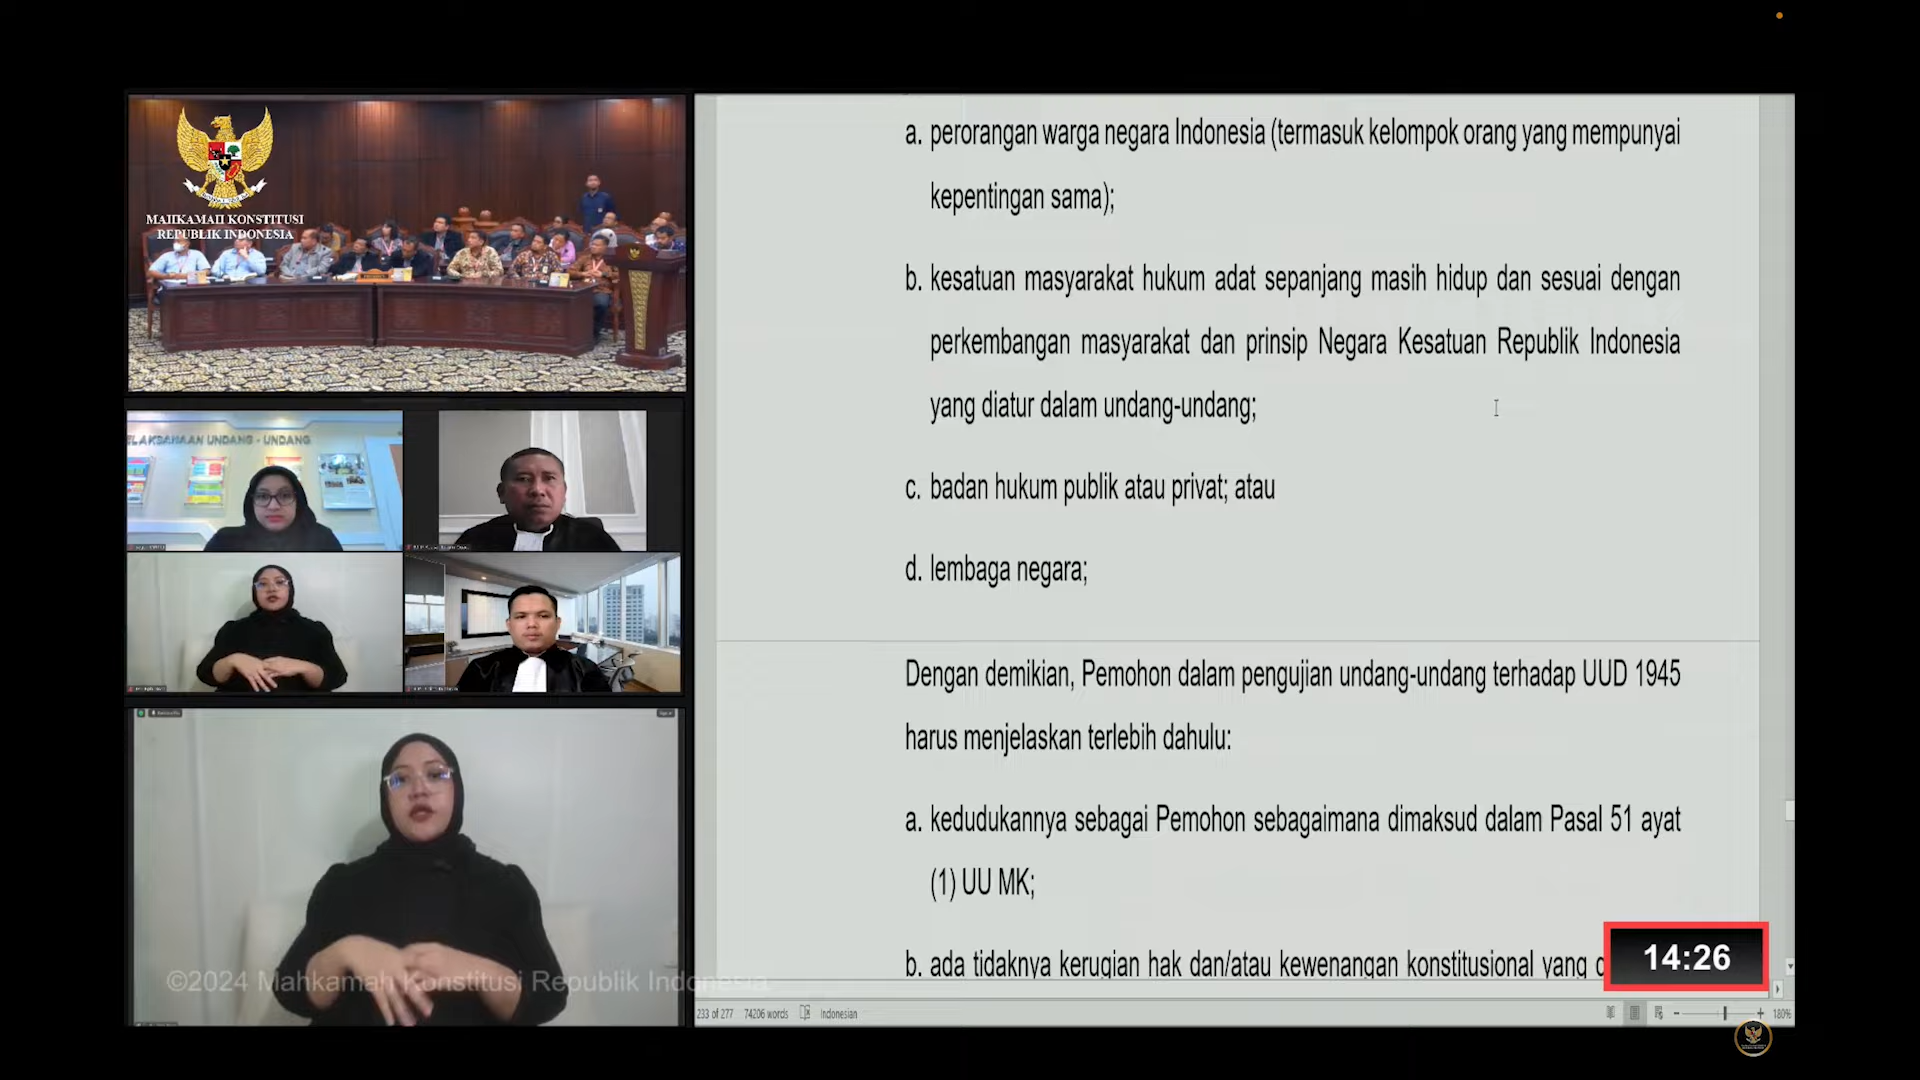 MAHKAMAH KONSTITUSI
REPUBLIK INDONESIA
ELAKSANAAN UNDANG - UNDANG
©2024 Mahkamah Konstitusi Republik Indonesia.
a. perorangan warga negara Indonesia (termasuk kelompok orang yang mempunyai
kepentingan sama);
b. kesatuan masyarakat hukum adat sepanjang masih hidup dan sesuai dengan
perkembangan masyarakat dan prinsip Negara Kesatuan Republik Indonesia
yang diatur dalam undang-undang;
c. badan hukum publik atau privat; atau
d. lembaga negara;
Dengan demikian, Pemohon dalam pengujian undang-undang terhadap UUD 1945
harus menjelaskan terlebih dahulu:
a. kedudukannya sebagai Pemohon sebagaimana dimaksud dalam Pasal 51 ayat
(1) UU MK;
b. ada tidaknya kerugian hak dan/atau kewenangan konstitusional yang d
14:26
233 of 277 74206 words Indonesian
180%